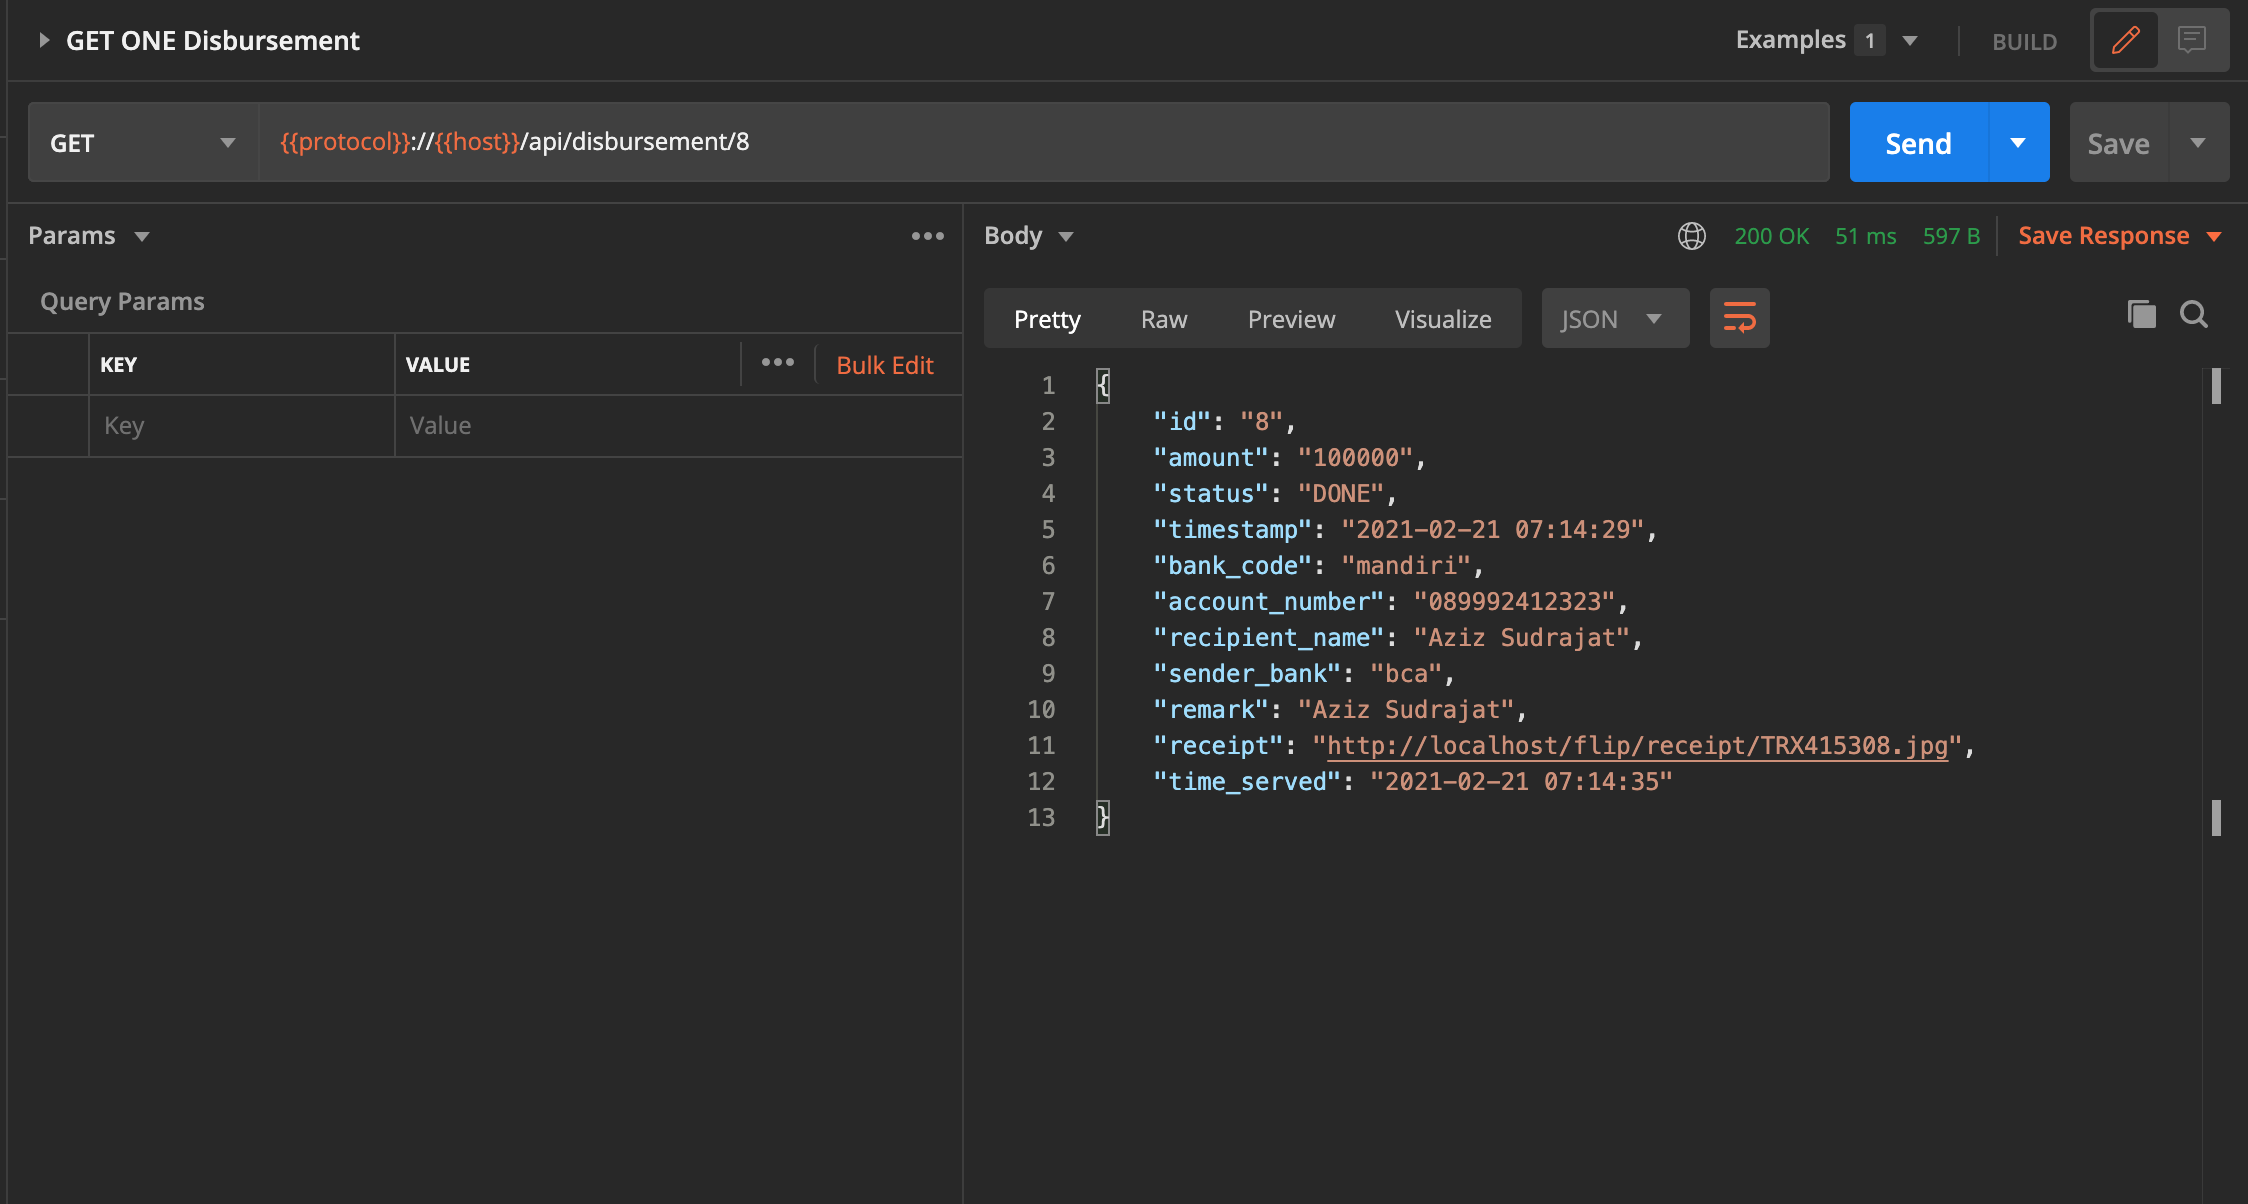 GET ONE Disbursement
Examples 1
BUILD
GET
{{protocol}}://{{host}}/api/disbursement/8
Send
Save
Params
Query Params
KEY VALUE Bulk Edit
Key Value
Body
200 OK 51 ms 597 B Save Response
Pretty Raw Preview Visualize JSON
1 {
2 "id": "8",
3 "amount": "100000",
4 "status": "DONE",
5 "timestamp": "2021-02-21 07:14:29",
6 "bank_code": "mandiri",
7 "account_number": "089992412323",
8 "recipient_name": "Aziz Sudrajat",
9 "sender_bank": "bca",
10 "remark": "Aziz Sudrajat",
11 "receipt": "http://localhost/flip/receipt/TRX415308.jpg",
12 "time_served": "2021-02-21 07:14:35"
13 }